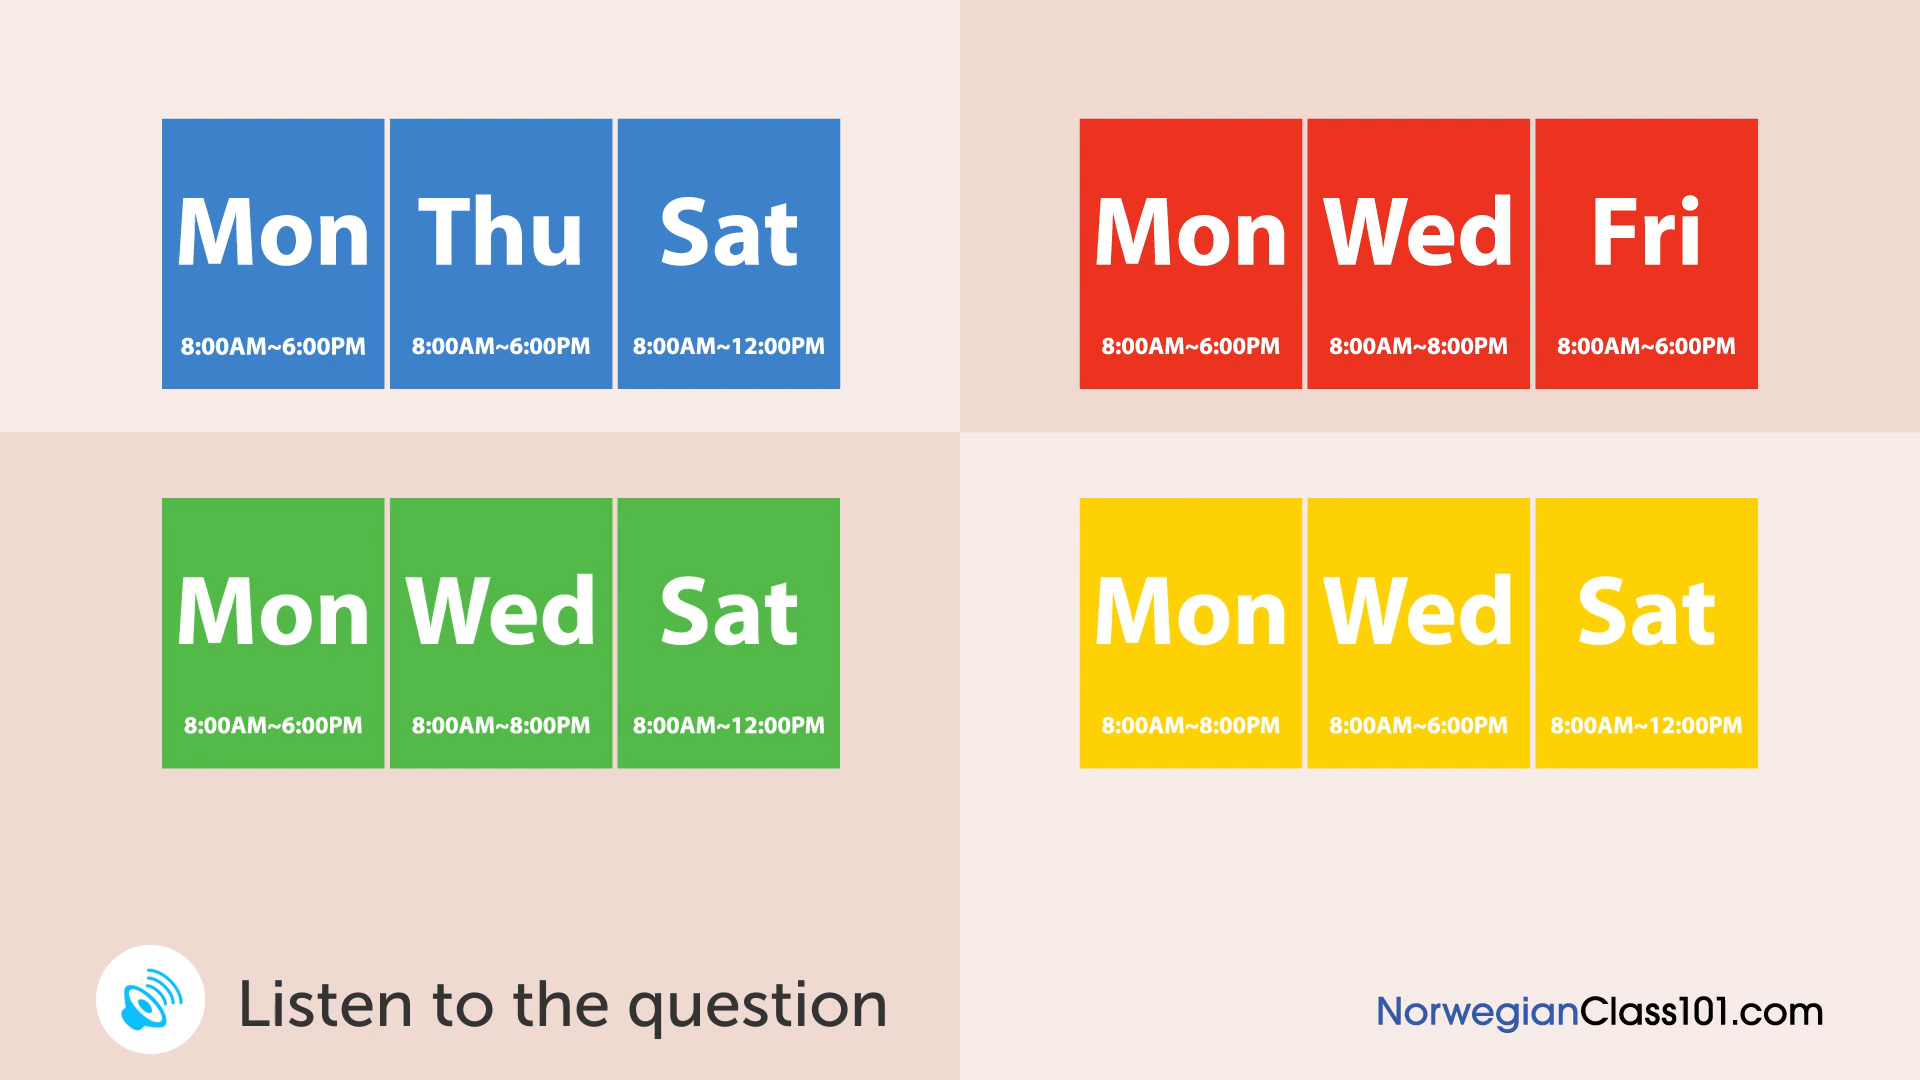 Mon Thu Sat
8:00AM~6:00PM 8:00AM~6:00PM 8:00AM~12:00PM
Mon Wed Fri
8:00AM~6:00PM 8:00AM~8:00PM 8:00AM~6:00PM
Mon Wed Sat
8:00AM~6:00PM 8:00AM~8:00PM 8:00AM~12:00PM
Mon Wed Sat
8:00AM~8:00PM 8:00AM~6:00PM 8:00AM~12:00PM
Listen to the question
NorwegianClass101.com